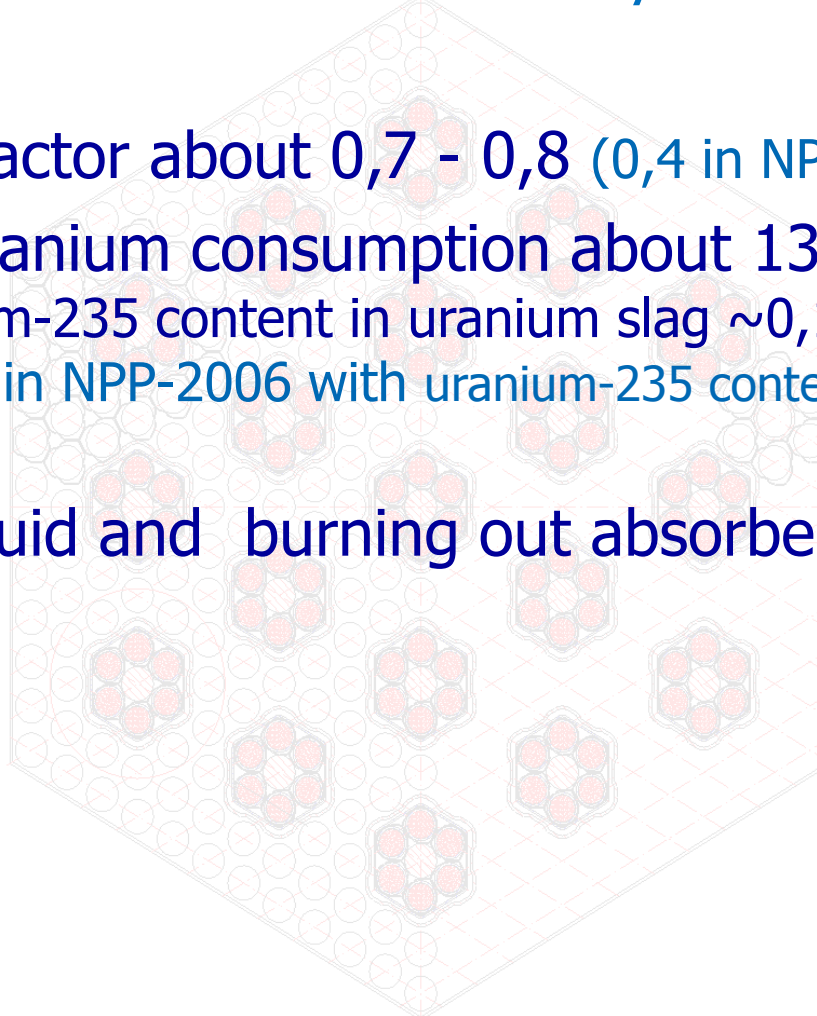 actor about 0,7 - 0,8 (0,4 in NP
anium consumption about 13
m-235 content in uranium slag ~0,
in NPP-2006 with uranium-235 conte
uid and burning out absorbe